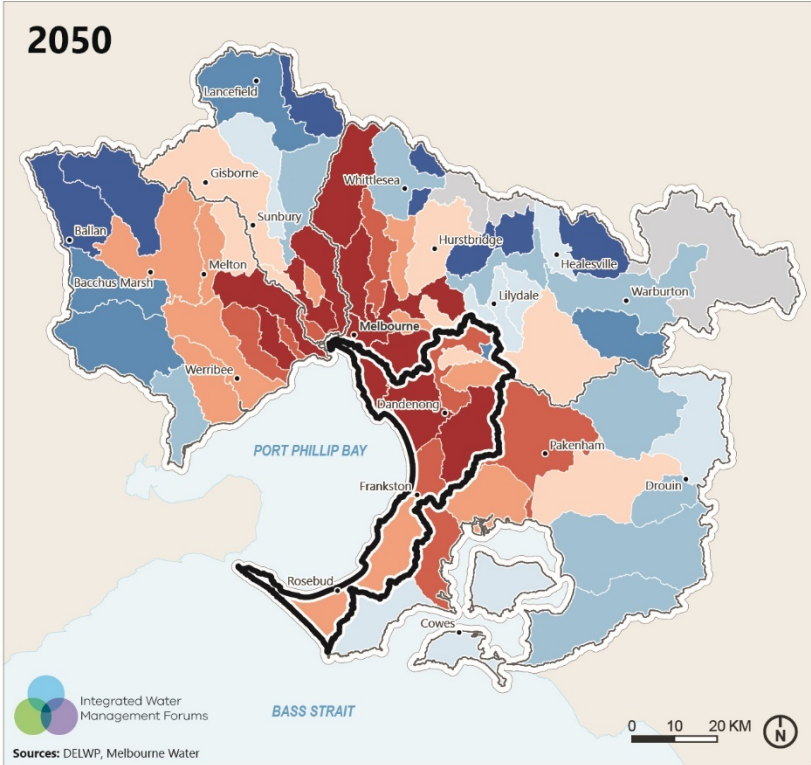 2050
Lancefield
Gisborne
Whittlesea
Sunbury
Ballan
Hurstbridge
Healesville
Bacchus Marsh
Melton
Lilydale
Warburton
Melbourne
Werribee
Dandenong
PORT PHILLIP BAY
Pakenham
Frankston
Drouin
Rosebud
Cowes
Integrated Water
Management Forums
BASS STRAIT
0 10 20 KM
N
Sources: DELWP, Melbourne Water